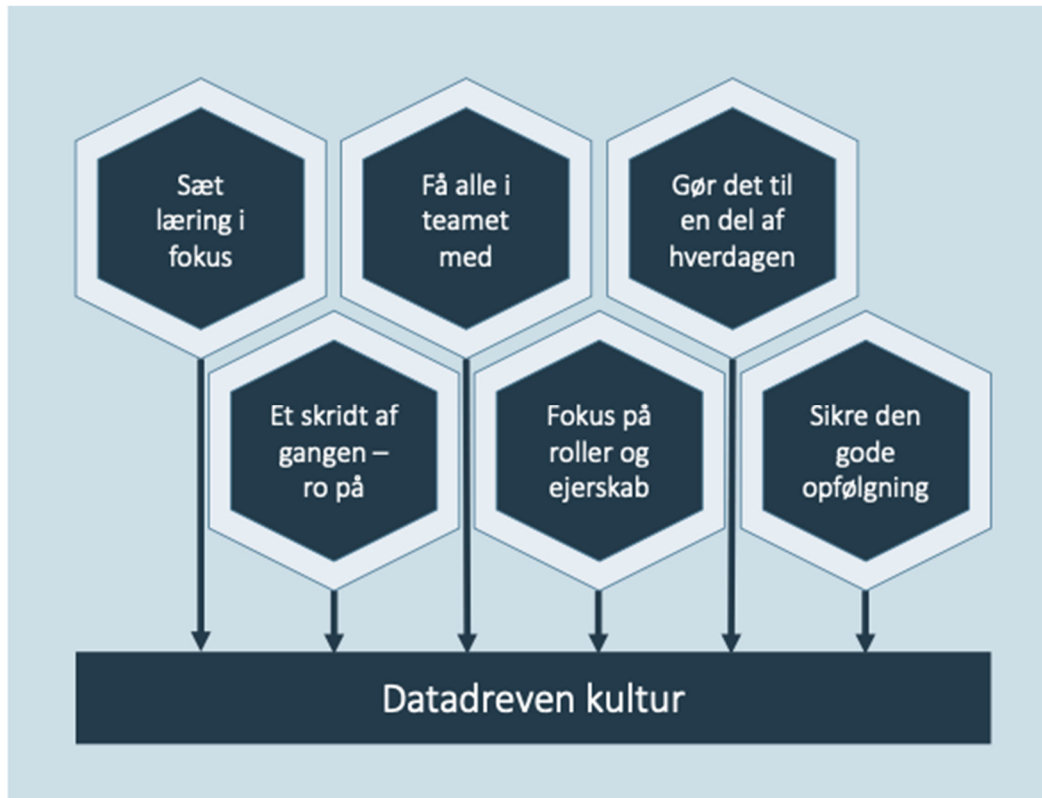 Sæt
læring i
fokus
Få alle i
teamet
med
Gør det til
en del af
hverdagen
Et skridt af
gangen –
ro på
Fokus på
roller og
ejerskab
Sikre den
gode
opfølgning
Datadreven kultur